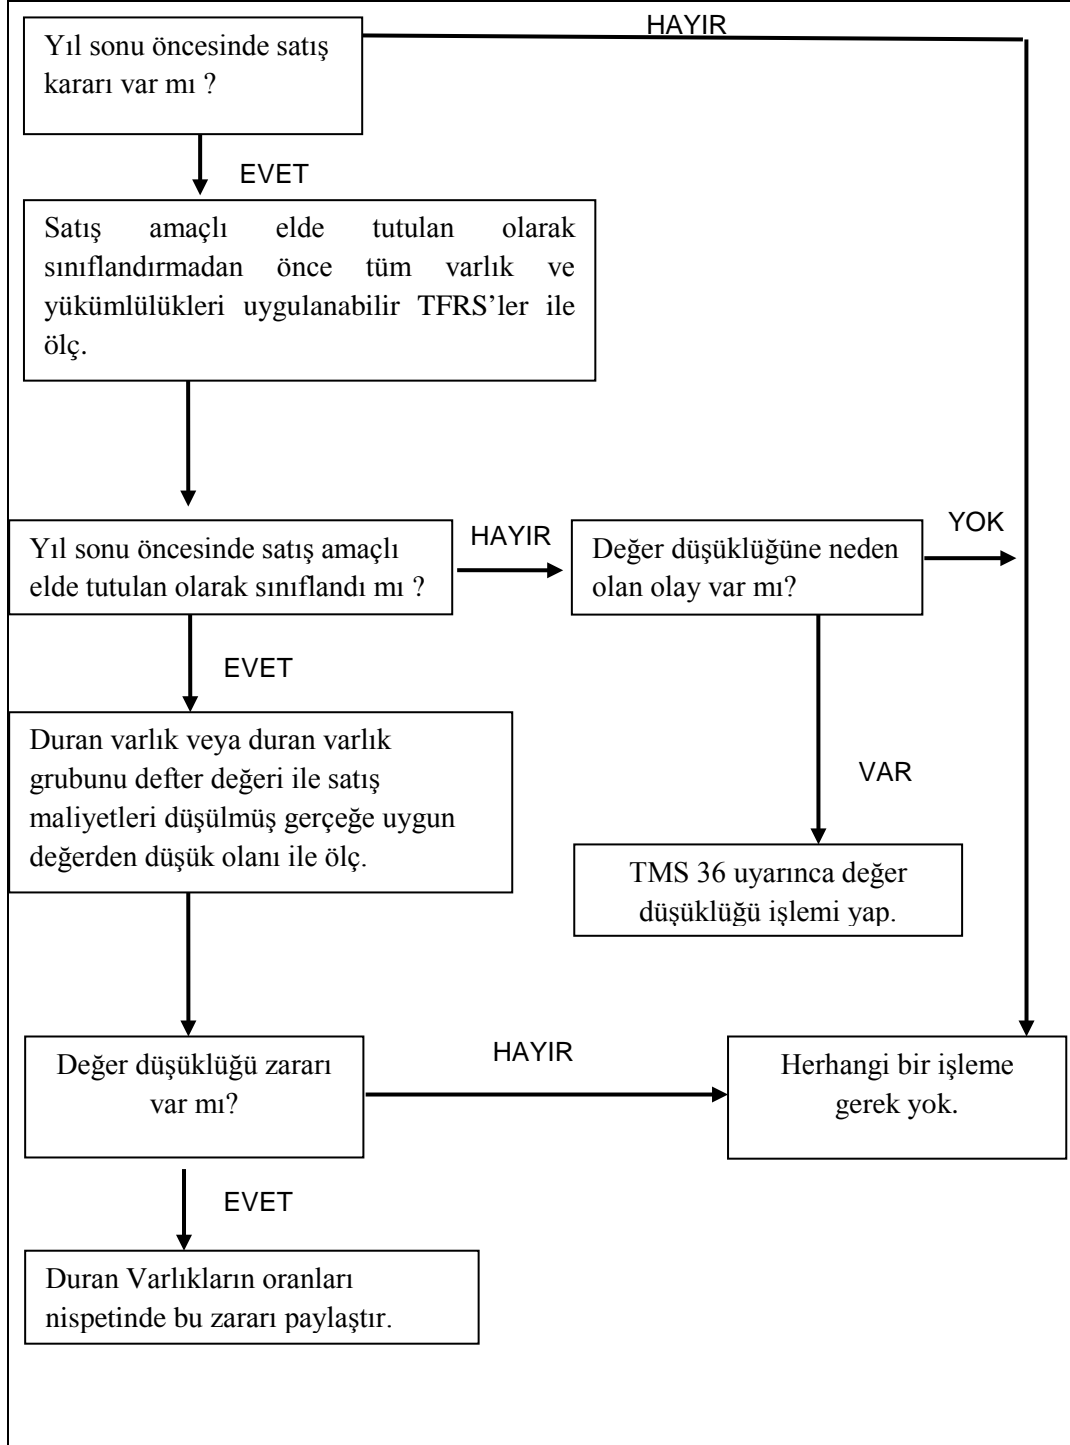 HAYIR
Yıl sonu öncesinde satış
kararı var mı ?
EVET
Satış amaçlı elde tutulan olarak
sınıflandırmadan önce tüm varlık ve
yükümlülükleri uygulanabilir TFRS’ler ile
ölç.
Yıl sonu öncesinde satış amaçlı
elde tutulan olarak sınıflandı mı ?
HAYIR
Değer düşüklüğüne neden
olan olay var mı?
YOK
EVET
Duran varlık veya duran varlık
grubunu defter değeri ile satış
maliyetleri düşülmüş gerçeğe uygun
değerden düşük olanı ile ölç.
VAR
TMS 36 uyarınca değer
düşüklüğü işlemi yap.
Değer düşüklüğü zararı
var mı?
HAYIR
Herhangi bir işleme
gerek yok.
EVET
Duran Varlıkların oranları
nispetinde bu zararı paylaştır.